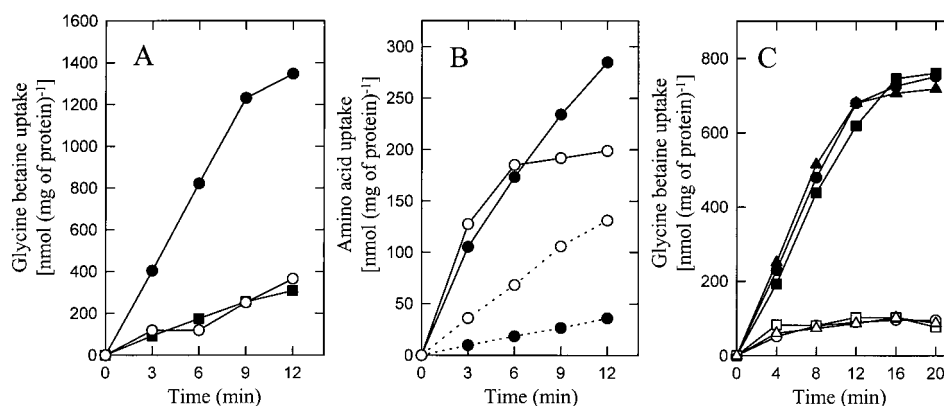 A
Glycine betaine uptake
[nmol (mg of protein)⁻¹
1600
1400
1200
1000
800
600
400
200
0
0 3 6 9 12
Time (min)
B
Amino acid uptake
[nmol (mg of protein)⁻¹
300
250
200
150
100
50
0
0 3 6 9 12
Time (min)
C
Glycine betaine uptake
[nmol (mg of protein)⁻¹
800
600
400
200
0
0 4 8 12 16 20
Time (min)